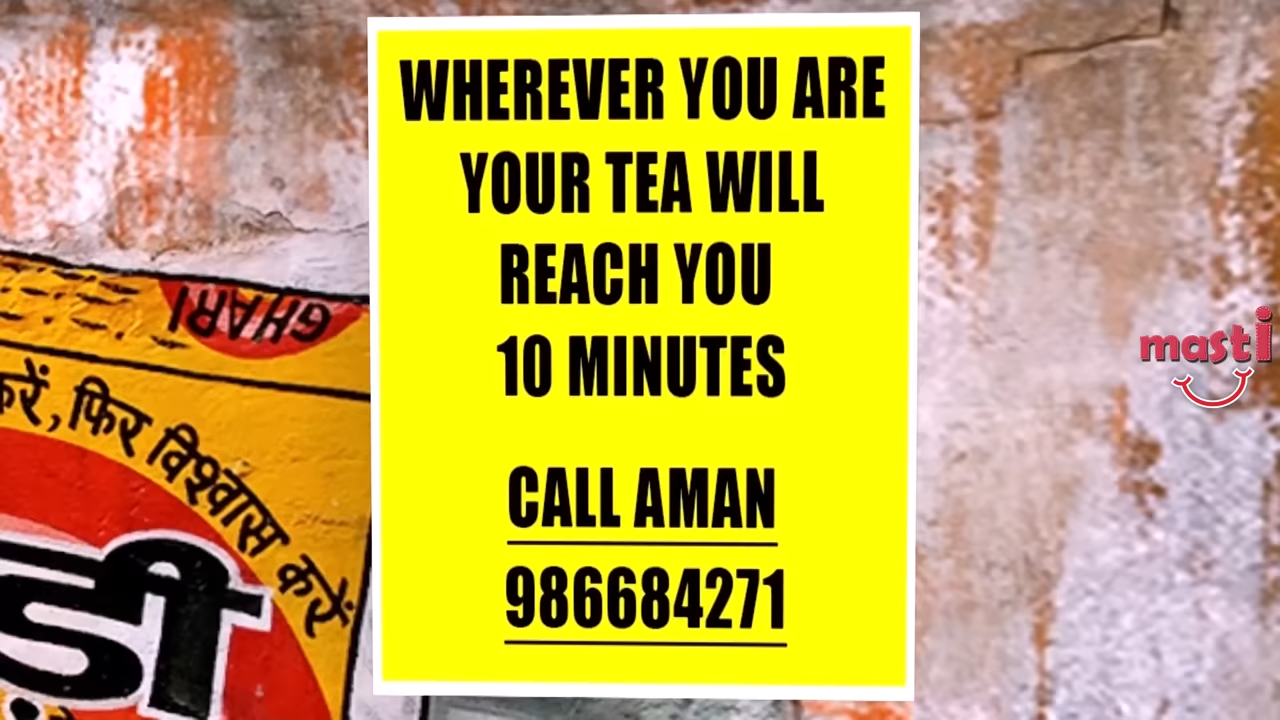 WHEREVER YOU ARE
YOUR TEA WILL
REACH YOU
10 MINUTES
CALL AMAN
986684271
GHARI
करें, फिर विश्वास करें
ड़ी
masti